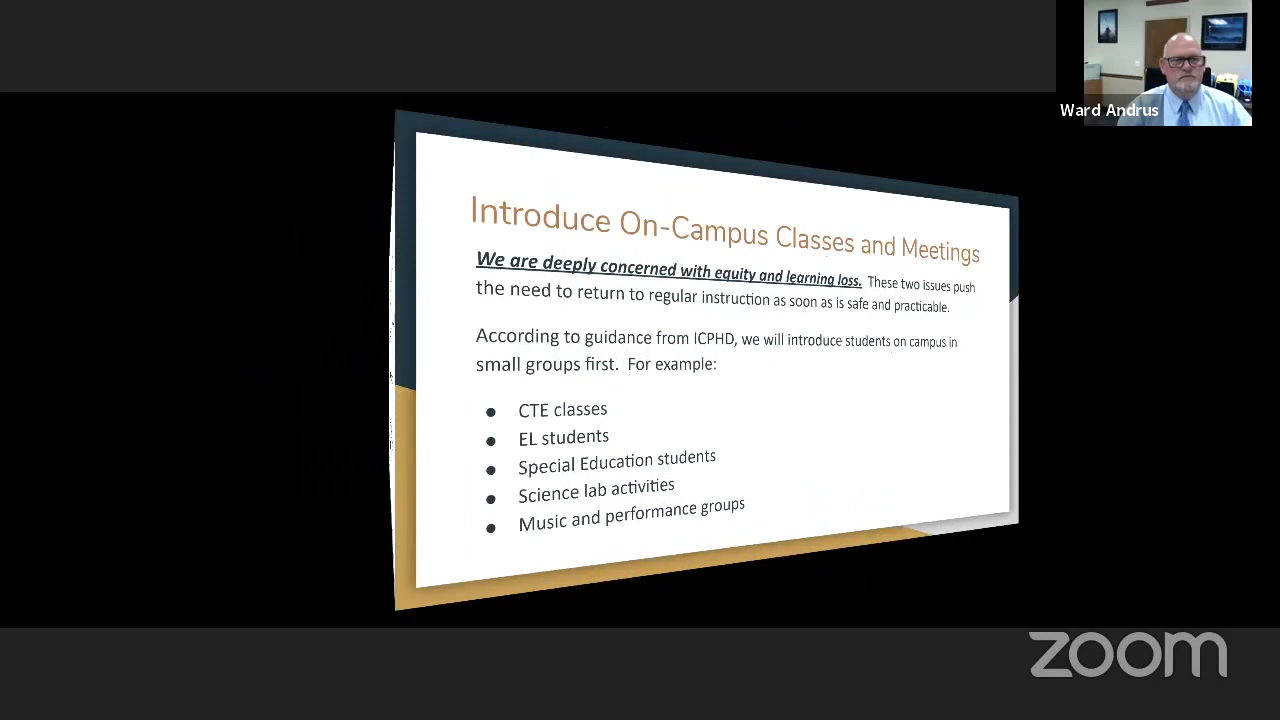 Ward Andrus
Introduce On-Campus Classes and Meetings
We are deeply concerned with equity and learning loss. These two issues push
the need to return to regular instruction as soon as is safe and practicable.
According to guidance from ICPHD, we will introduce students on campus in
small groups first. For example:
● CTE classes
● EL students
● Special Education students
● Science lab activities
● Music and performance groups
zoom